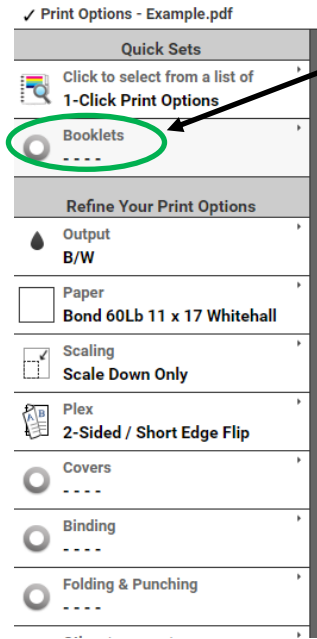 ✓ Print Options - Example.pdf
Quick Sets
Click to select from a list of
1-Click Print Options
Booklets
- - - -
Refine Your Print Options
Output
B/W
Paper
Bond 60Lb 11 x 17 Whitehall
Scaling
Scale Down Only
A B
Plex
2-Sided / Short Edge Flip
Covers
- - - -
Binding
- - - -
Folding & Punching
- - - -